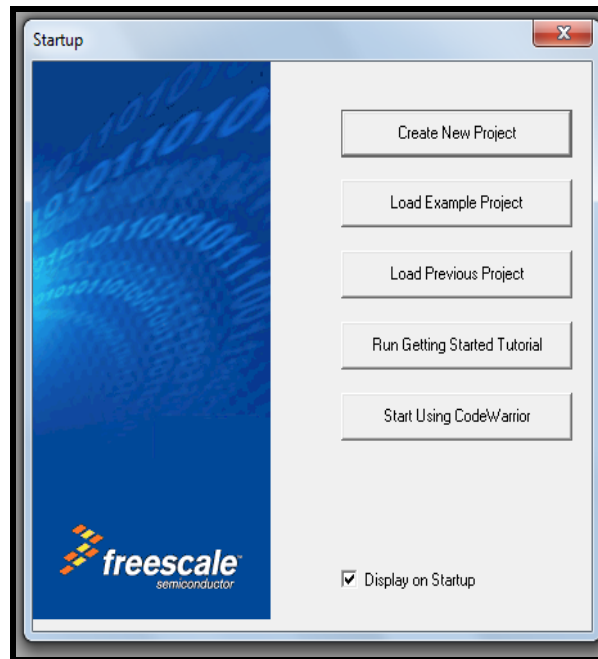 Startup
Create New Project
Load Example Project
Load Previous Project
Run Getting Started Tutorial
Start Using CodeWarrior
freescale™
semiconductor
Display on Startup